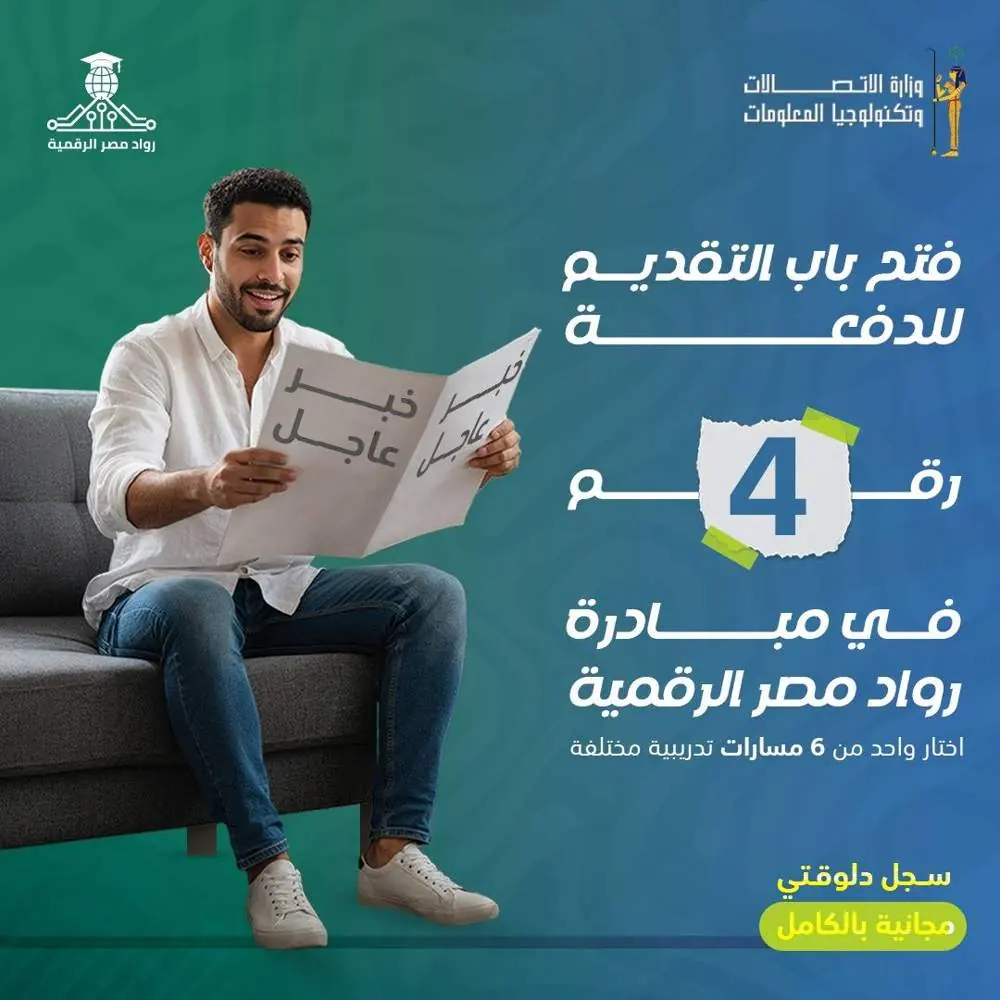 رواد مصر الرقمية
وزارة الاتصالات
وتكنولوجيا المعلومات
فتح باب التقديم
للدفعة
رقم 4
في مبادرة
رواد مصر الرقمية
اختار واحد من 6 مسارات تدريبية مختلفة
خبر
عاجل
خبر
عاجل
سجل دلوقتي
مجانية بالكامل